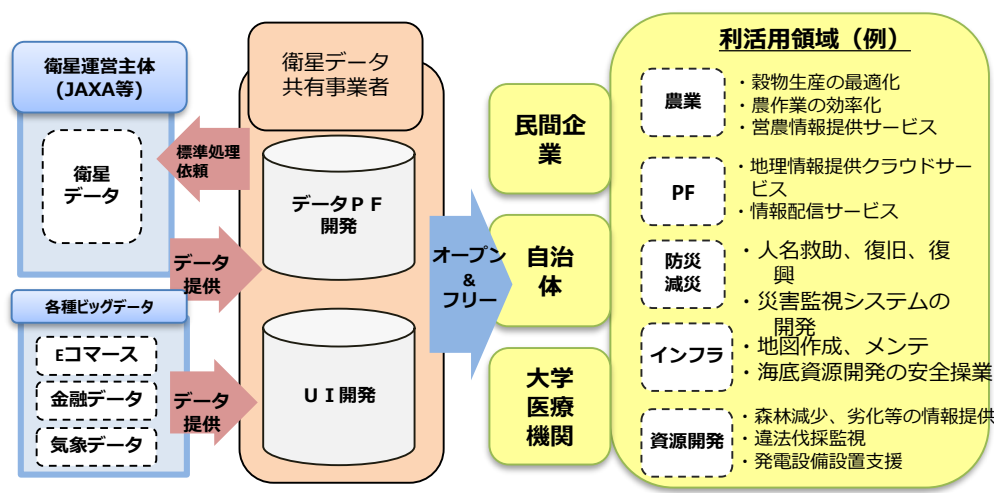 衛星運営主体
(JAXA等)
衛星
データ
標準処理
依頼
データ
提供
各種ビッグデータ
Eコマース
金融データ
気象データ
データ
提供
衛星データ
共有事業者
データＰＦ
開発
ＵＩ開発
オープン
&
フリー
民間企
業
自治
体
大学
医療
機関
利活用領域（例）
農業
・穀物生産の最適化
・農作業の効率化
・営農情報提供サービス
PF
・地理情報提供クラウドサー
ビス
・情報配信サービス
防災
減災
・人名救助、復旧、復
興
・災害監視システムの
開発
インフラ
・地図作成、メンテ
・海底資源開発の安全操業
資源開発
・森林減少、劣化等の情報提供
・違法伐採監視
・発電設備設置支援